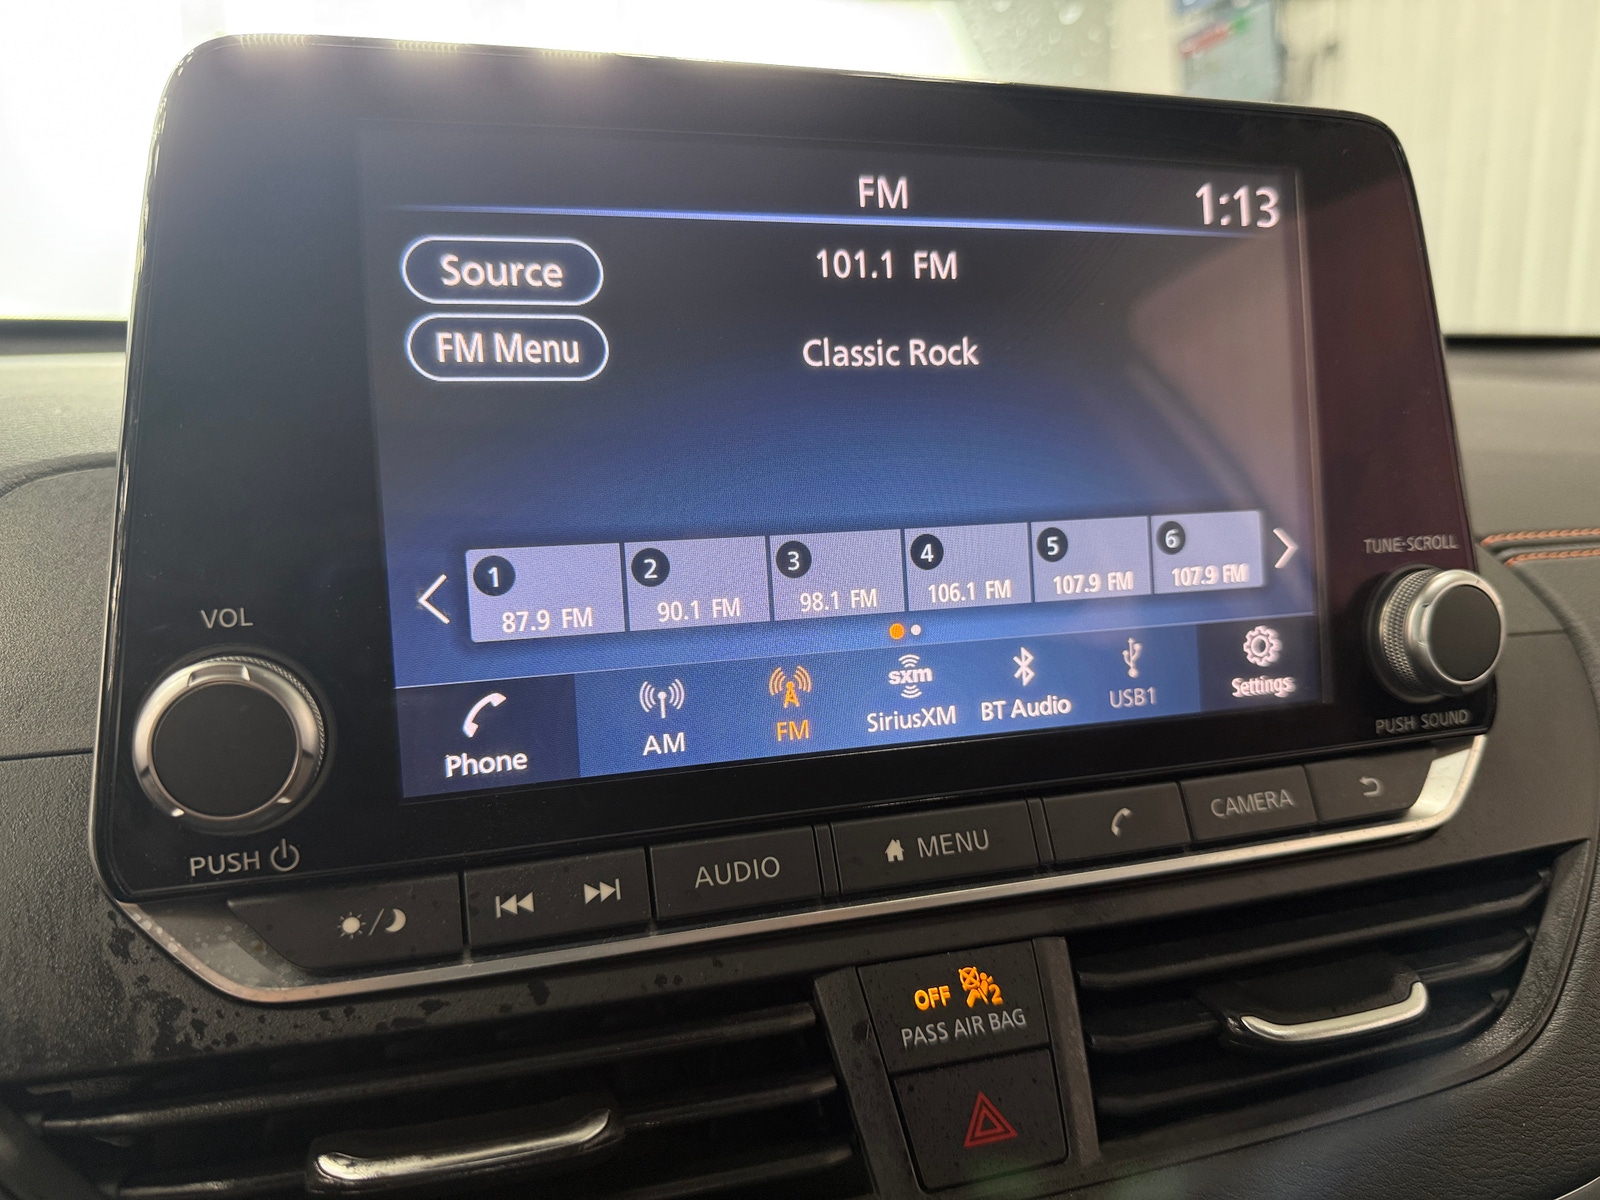 FM
1:13
Source
101.1 FM
FM Menu
Classic Rock
1
2
3
4
5
6
87.9 FM
90.1 FM
98.1 FM
106.1 FM
107.9 FM
107.9 FM
Phone
AM
FM
sxm
SiriusXM
BT Audio
USB1
Settings
VOL
PUSH
TUNE·SCROLL
PUSH SOUND
AUDIO
MENU
CAMERA
OFF
2
PASS AIR BAG